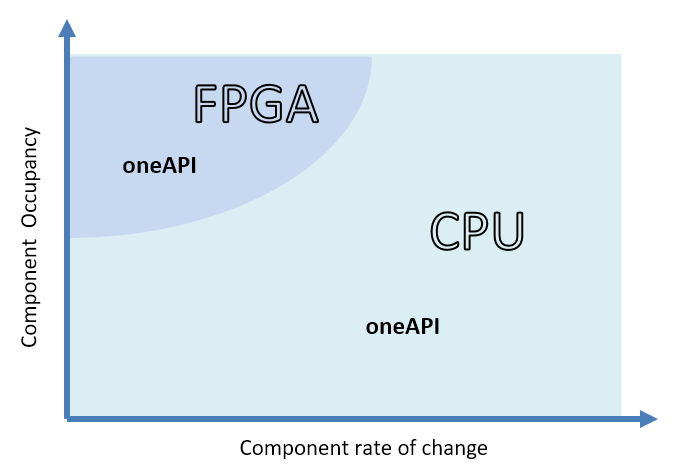 FPGA
oneAPI
CPU
oneAPI
Component Occupancy
Component rate of change